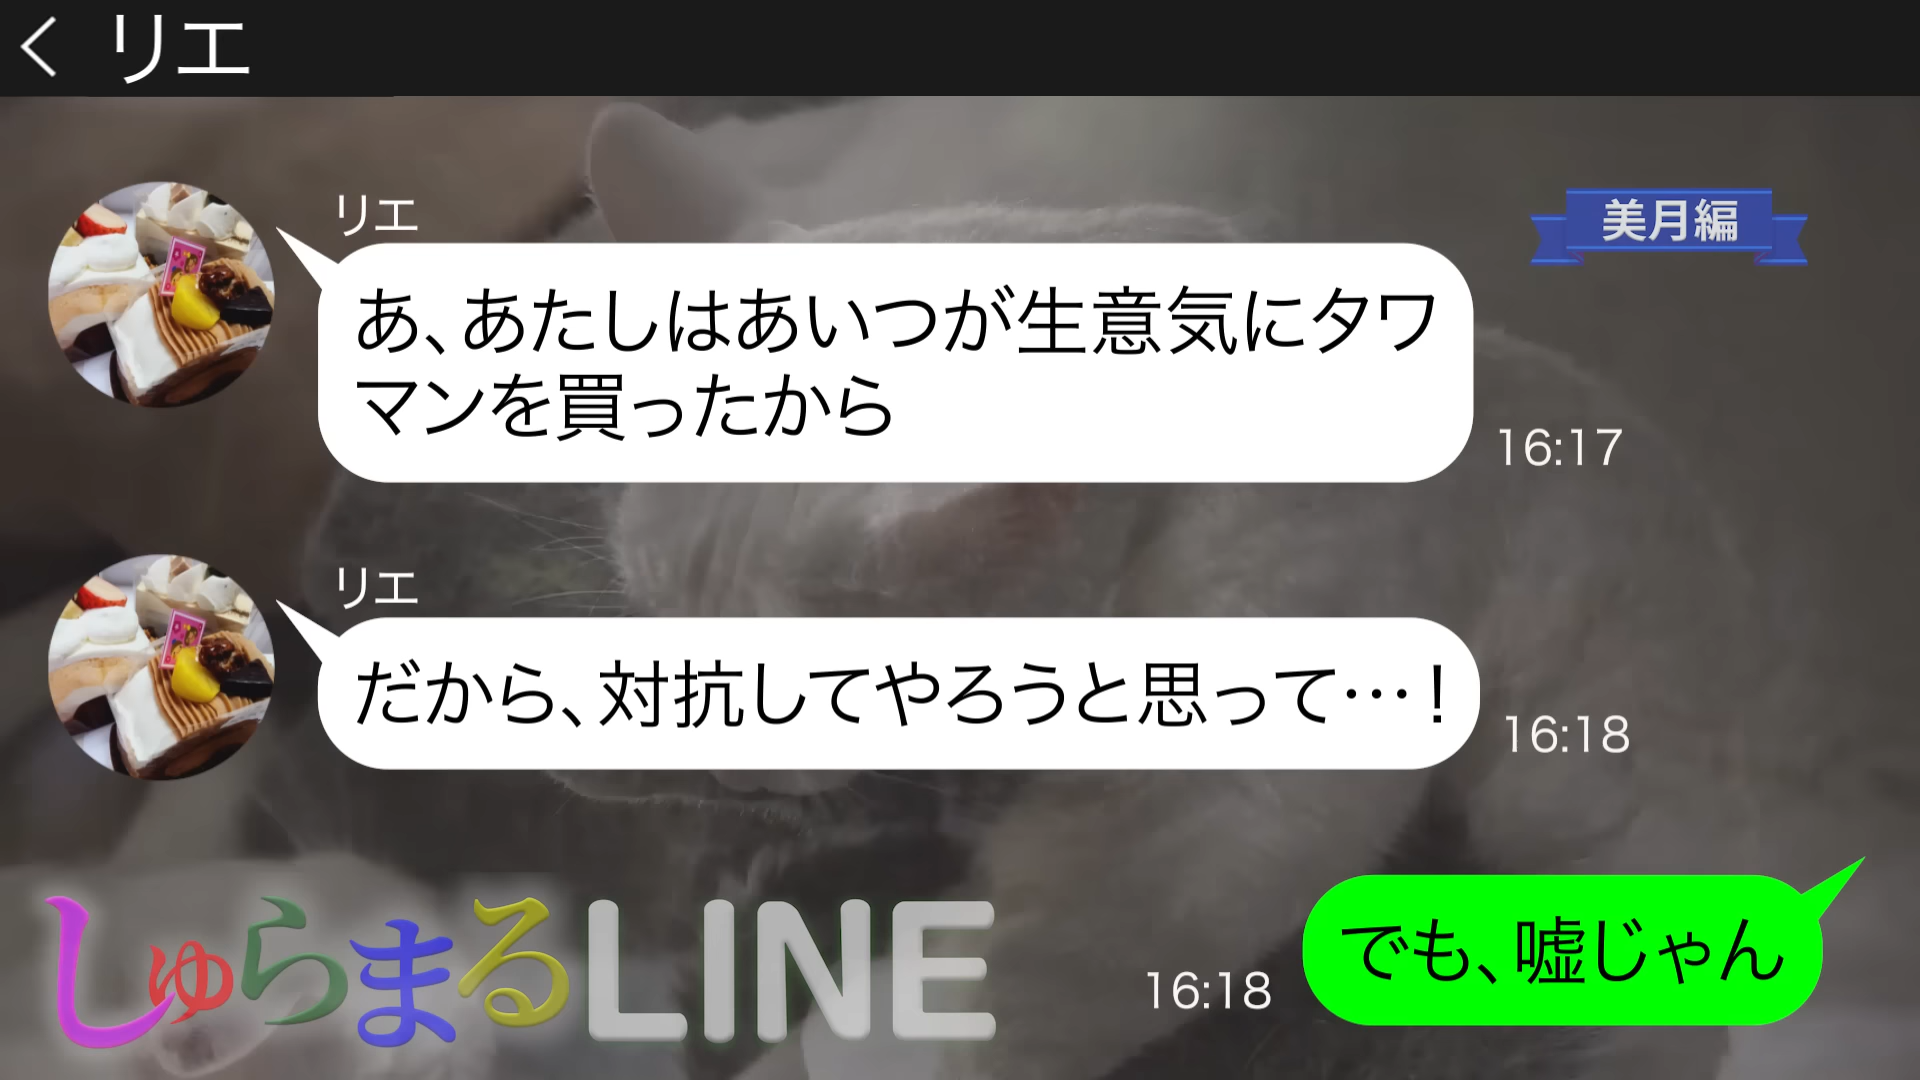 リエ
美月編
リエ
あ、あたしはあいつが生意気にタワ
マンを買ったから
16:17
リエ
だから、対抗してやろうと思って…！
16:18
でも、嘘じゃん
16:18
しゅらまるLINE